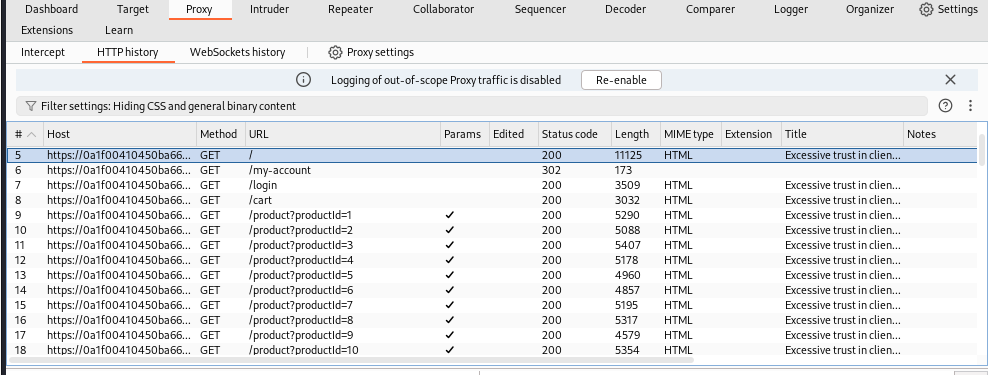 Dashboard Target Proxy Intruder Repeater Collaborator Sequencer Decoder Comparer Logger Organizer Settings
Extensions Learn
Intercept HTTP history WebSockets history Proxy settings
Logging of out-of-scope Proxy traffic is disabled Re-enable
Filter settings: Hiding CSS and general binary content
# Host Method URL Params Edited Status code Length MIME type Extension Title Notes
5 https://0a1f00410450ba66... GET / 200 11125 HTML Excessive trust in clien...
6 https://0a1f00410450ba66... GET /my-account 302 173
7 https://0a1f00410450ba66... GET /login 200 3509 HTML Excessive trust in clien...
8 https://0a1f00410450ba66... GET /cart 200 3032 HTML Excessive trust in clien...
9 https://0a1f00410450ba66... GET /product?productId=1 ✓ 200 5290 HTML Excessive trust in clien...
10 https://0a1f00410450ba66... GET /product?productId=2 ✓ 200 5088 HTML Excessive trust in clien...
11 https://0a1f00410450ba66... GET /product?productId=3 ✓ 200 5407 HTML Excessive trust in clien...
12 https://0a1f00410450ba66... GET /product?productId=4 ✓ 200 5178 HTML Excessive trust in clien...
13 https://0a1f00410450ba66... GET /product?productId=5 ✓ 200 4960 HTML Excessive trust in clien...
14 https://0a1f00410450ba66... GET /product?productId=6 ✓ 200 4857 HTML Excessive trust in clien...
15 https://0a1f00410450ba66... GET /product?productId=7 ✓ 200 5195 HTML Excessive trust in clien...
16 https://0a1f00410450ba66... GET /product?productId=8 ✓ 200 5317 HTML Excessive trust in clien...
17 https://0a1f00410450ba66... GET /product?productId=9 ✓ 200 4579 HTML Excessive trust in clien...
18 https://0a1f00410450ba66... GET /product?productId=10 ✓ 200 5354 HTML Excessive trust in clien...